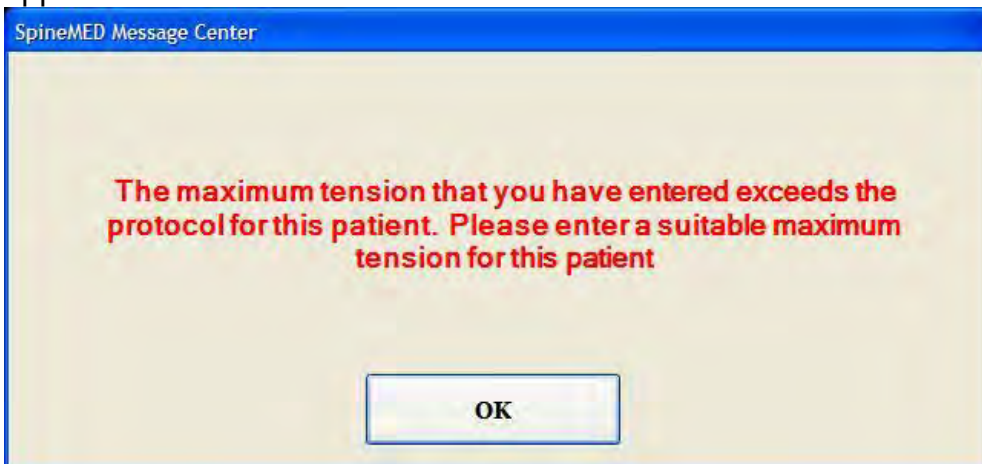 SpineMED Message Center
The maximum tension that you have entered exceeds the
protocol for this patient. Please enter a suitable maximum
tension for this patient
OK